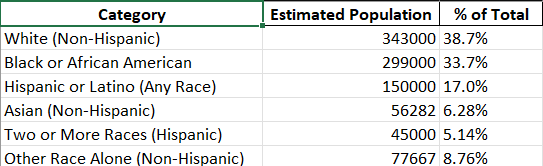 Category Estimated Population % of Total
White (Non-Hispanic) 343000 38.7%
Black or African American 299000 33.7%
Hispanic or Latino (Any Race) 150000 17.0%
Asian (Non-Hispanic) 56282 6.28%
Two or More Races (Hispanic) 45000 5.14%
Other Race Alone (Non-Hispanic) 77667 8.76%